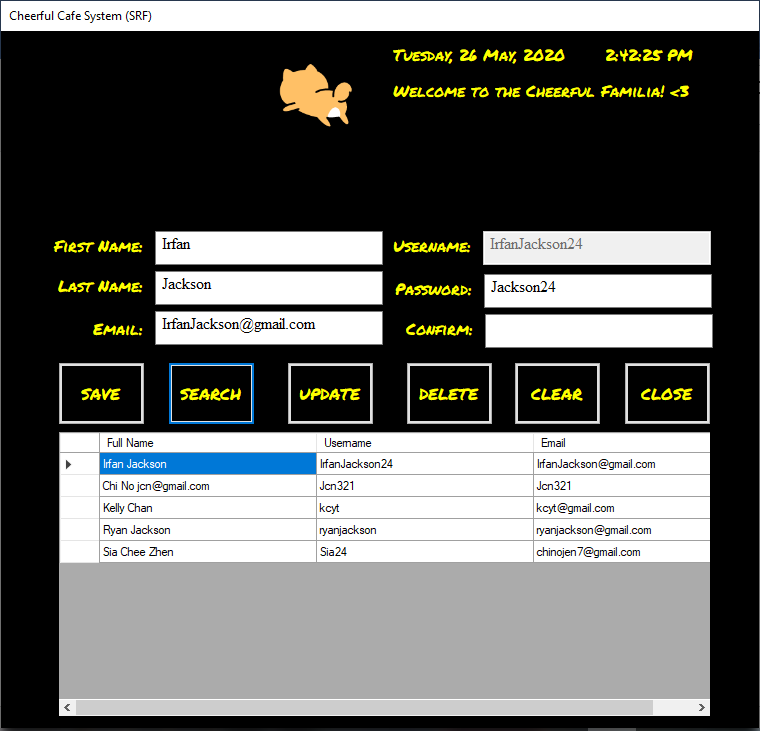 Cheerful Cafe System (SRF)
Tuesday, 26 May, 2020 2:42:25 PM
Welcome to the Cheerful Familia! <3
First Name: Irfan Username: IrfanJackson24
Last Name: Jackson Password: Jackson24
Email: IrfanJackson@gmail.com Confirm:
SAVE SEARCH UPDATE DELETE CLEAR CLOSE
Full Name Username Email
Irfan Jackson IrfanJackson24 IrfanJackson@gmail.com
Chi No jcn@gmail.com Jcn321 Jcn321
Kelly Chan kcyt kcyt@gmail.com
Ryan Jackson ryanjackson ryanjackson@gmail.com
Sia Chee Zhen Sia24 chinojen7@gmail.com